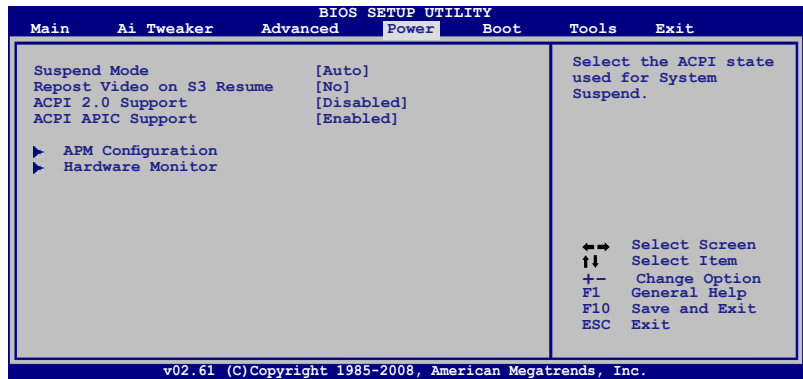 BIOS SETUP UTILITY
Main Ai Tweaker Advanced Power Boot Tools Exit
Suspend Mode [Auto]
Repost Video on S3 Resume [No]
ACPI 2.0 Support [Disabled]
ACPI APIC Support [Enabled]
APM Configuration
Hardware Monitor
Select the ACPI state
used for System
Suspend.
←→ Select Screen
↑↓ Select Item
+- Change Option
F1 General Help
F10 Save and Exit
ESC Exit
v02.61 (C)Copyright 1985-2008, American Megatrends, Inc.